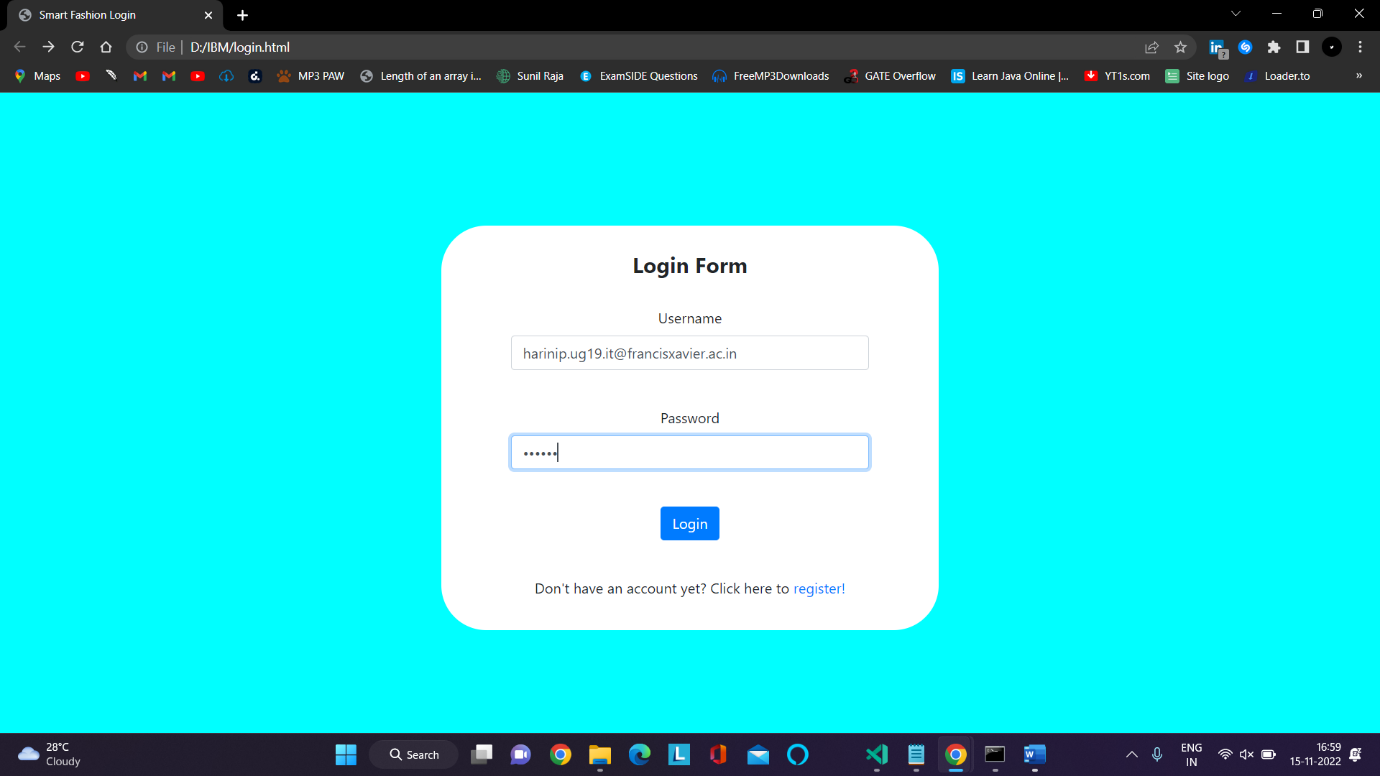 Smart Fashion Login
File | D:/IBM/login.html
Maps MP3 PAW Length of an array i... Sunil Raja ExamSIDE Questions FreeMP3Downloads GATE Overflow Learn Java Online |... YT1s.com Site logo Loader.to »
Login Form
Username
harinip.ug19.it@francisxavier.ac.in
Password
••••••
Login
Don't have an account yet? Click here to register!
28°C
Cloudy
Search
ENG
IN
16:59
15-11-2022